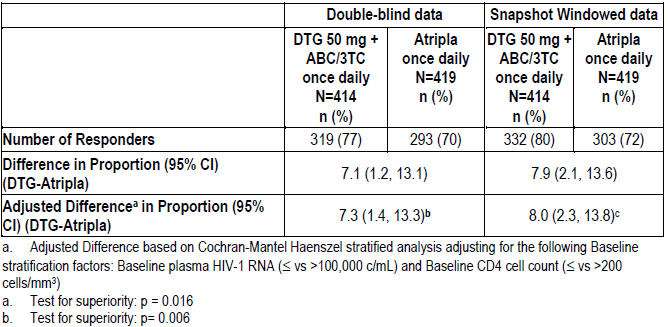 Double-blind data Snapshot Windowed data
DTG 50 mg + Atripla DTG 50 mg + Atripla
ABC/3TC once daily ABC/3TC once daily
once daily N=419 once daily N=419
N=414 n (%) N=414 n (%)
n (%) n (%)
Number of Responders 319 (77) 293 (70) 332 (80) 303 (72)
Difference in Proportion (95% CI) 7.1 (1.2, 13.1) 7.9 (2.1, 13.6)
(DTG-Atripla)
Adjusted Differenceᵃ in Proportion (95% 7.3 (1.4, 13.3)ᵇ 8.0 (2.3, 13.8)ᶜ
CI) (DTG-Atripla)
a. Adjusted Difference based on Cochran-Mantel Haenszel stratified analysis adjusting for the following Baseline
stratification factors: Baseline plasma HIV-1 RNA (≤ vs >100,000 c/mL) and Baseline CD4 cell count (≤ vs >200
cells/mm³)
a. Test for superiority: p = 0.016
b. Test for superiority: p= 0.006